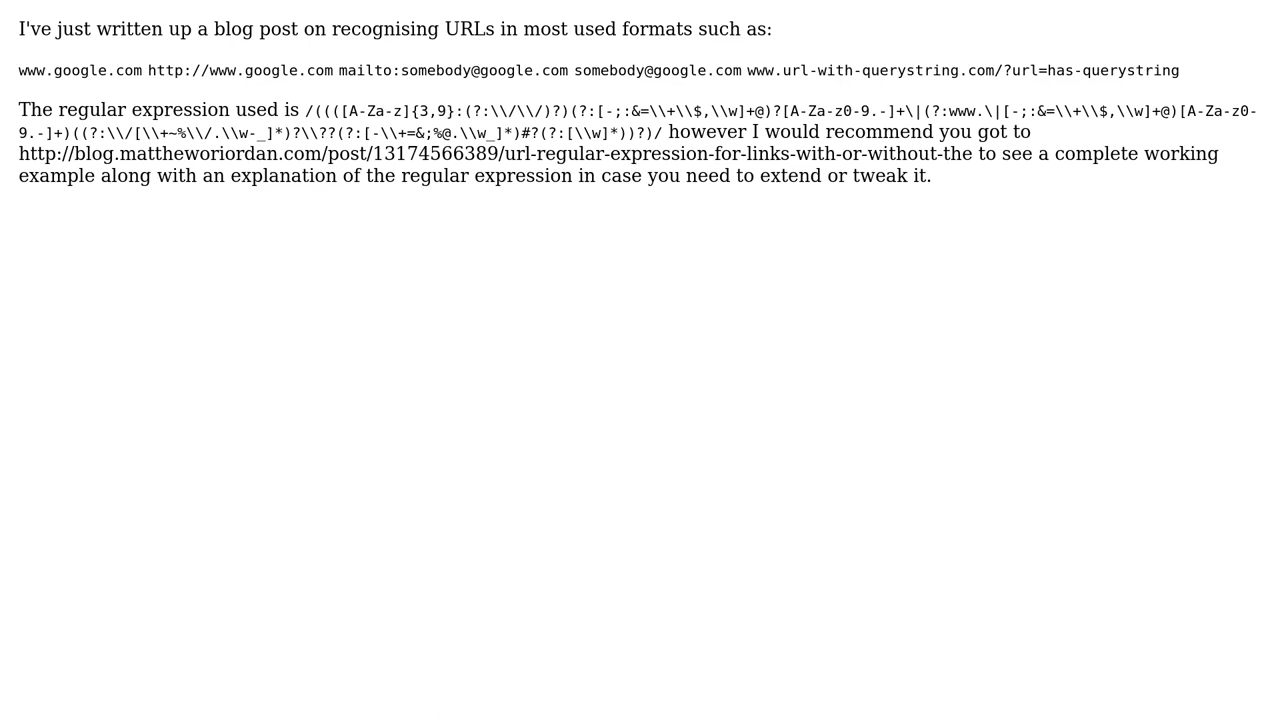 I've just written up a blog post on recognising URLs in most used formats such as:
www.google.com http://www.google.com mailto:somebody@google.com somebody@google.com www.url-with-querystring.com/?url=has-querystring
The regular expression used is /((([A-Za-z]{3,9}:(?:\\/\\/)?)(?:[-;:&=\\+\\$,\\w]+@)?[A-Za-z0-9.-]+\|(?:www.\|[-;:&=\\+\\$,\\w]+@)[A-Za-z0-
9.-]+)((?:\\/[\\+~%\\/.\\w-_]*)?\\??(?:[-\\+=&;%@.\\w_]*)#?(?:[\\w]*))?)/ however I would recommend you got to
http://blog.mattheworiordan.com/post/13174566389/url-regular-expression-for-links-with-or-without-the to see a complete working
example along with an explanation of the regular expression in case you need to extend or tweak it.